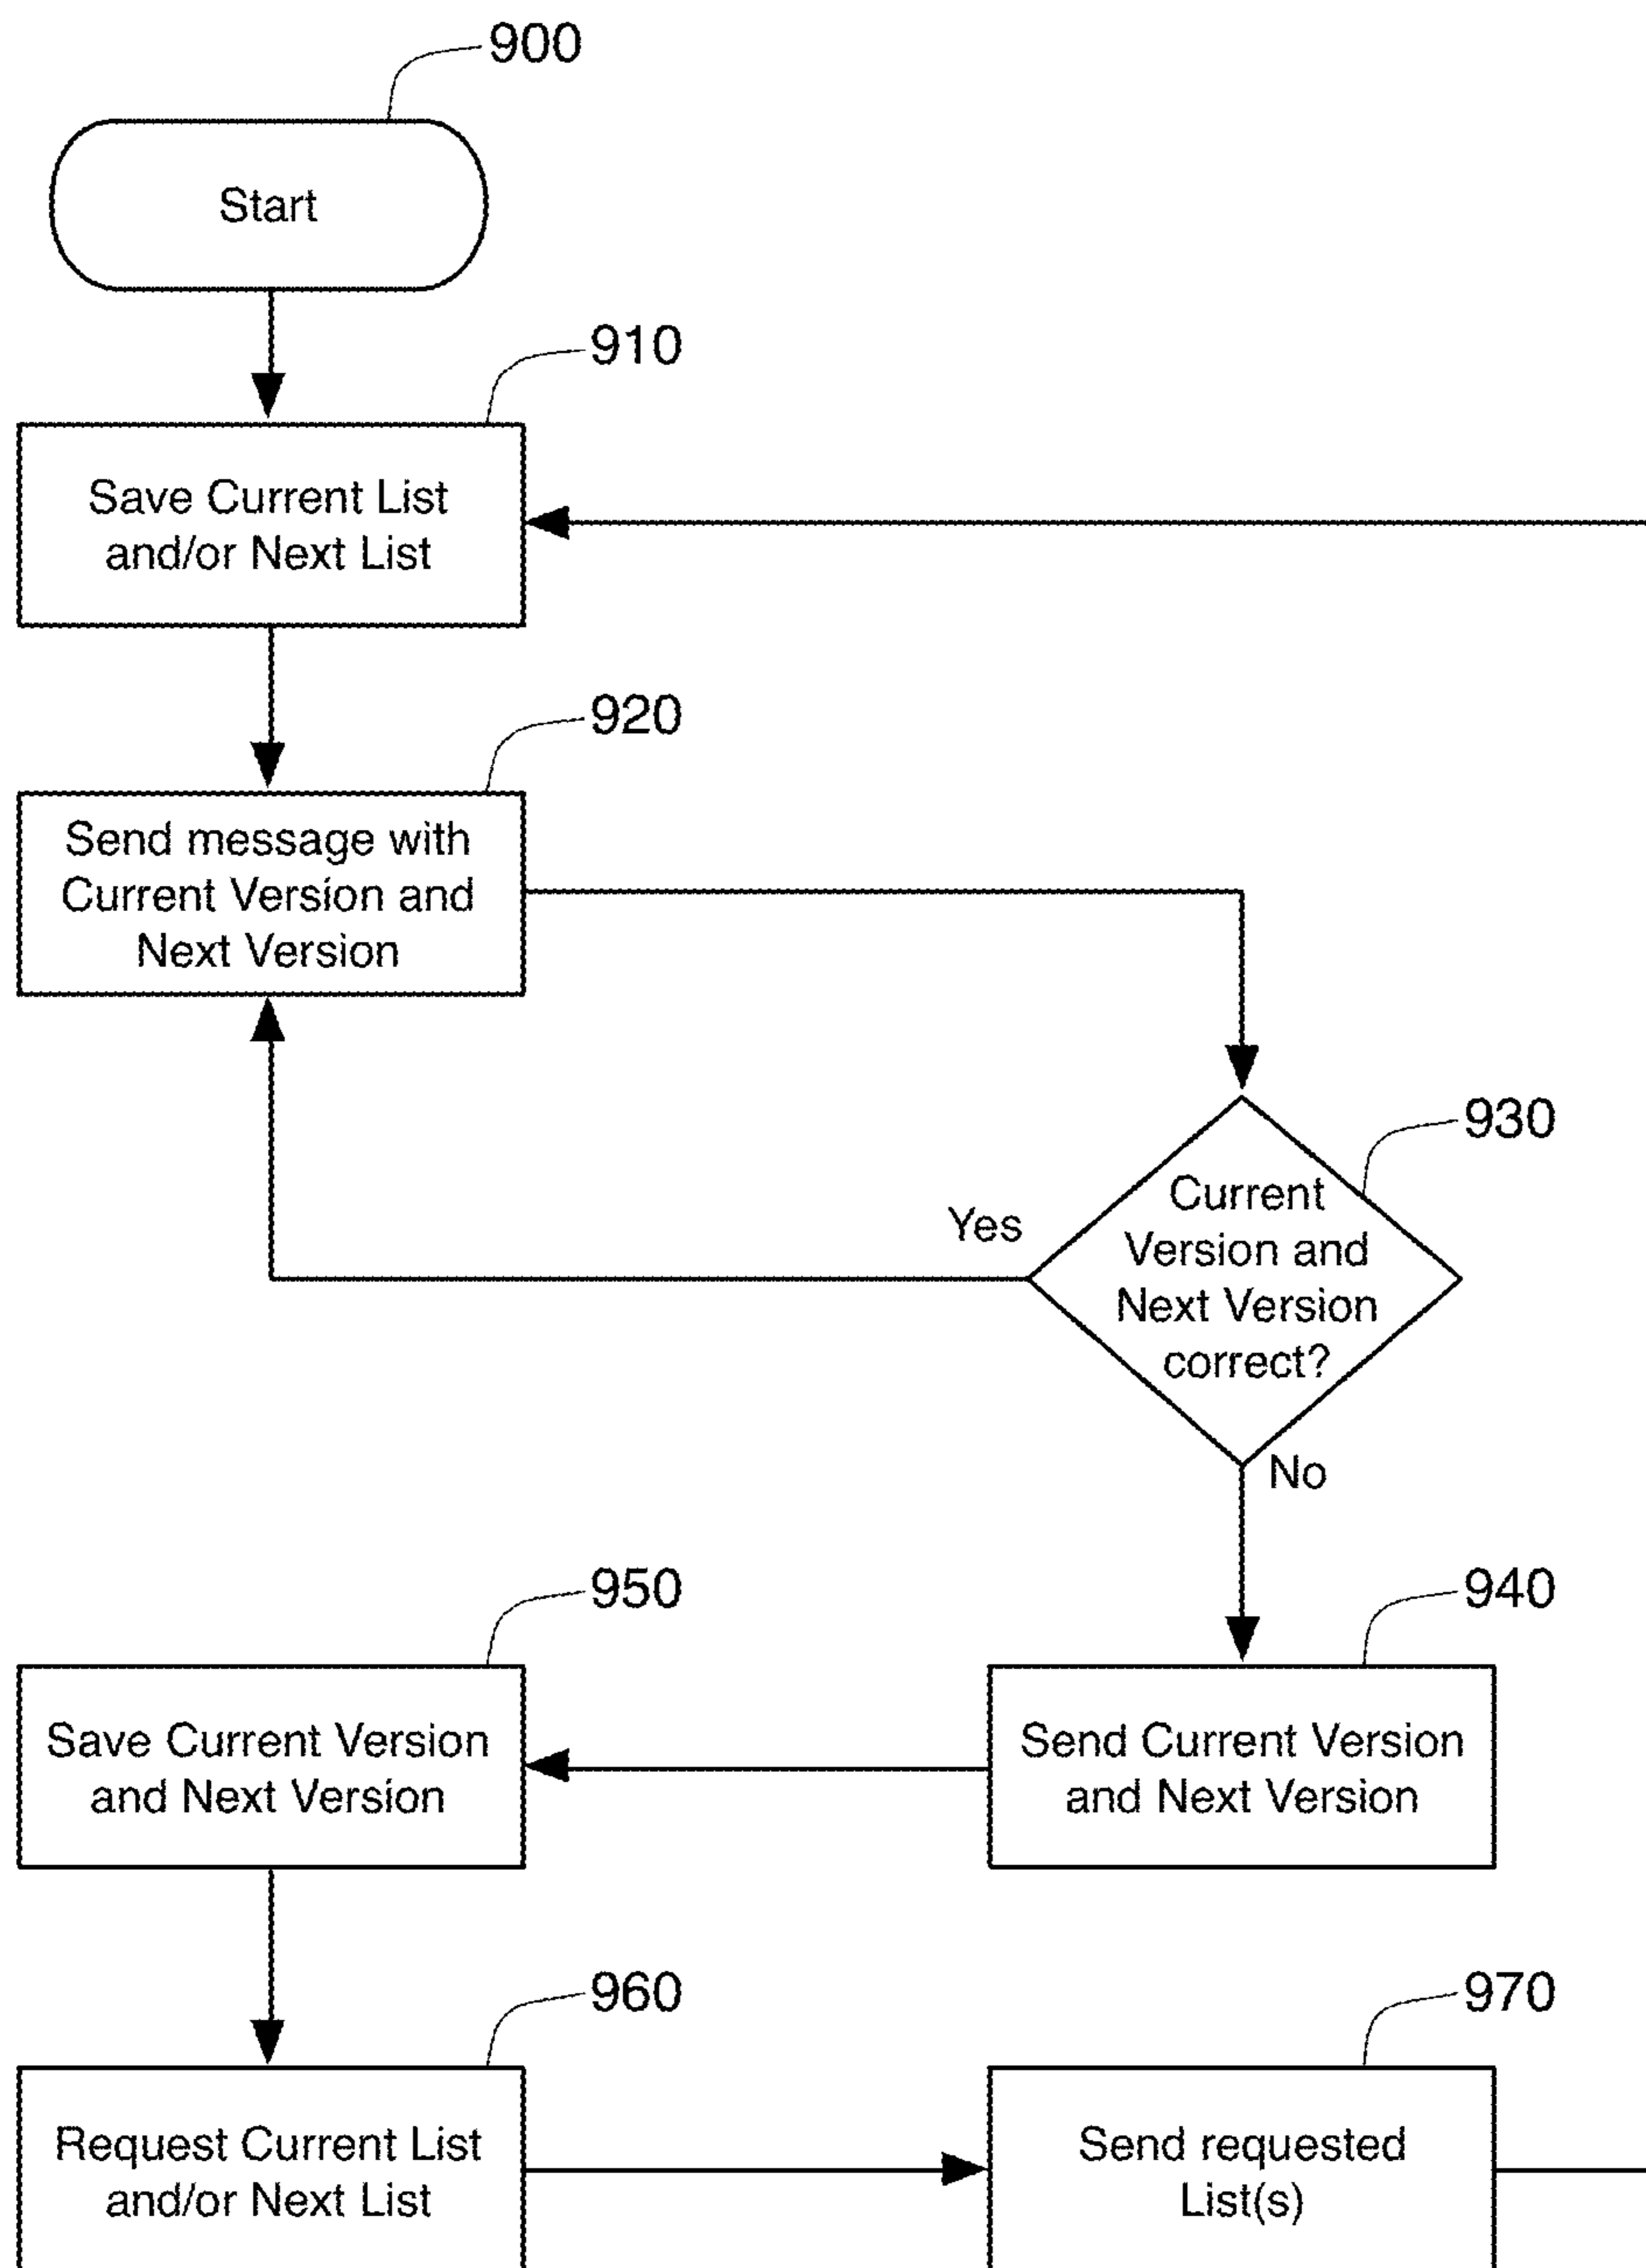 900
Start
910
Save Current List
and/or Next List
920
Send message with
Current Version and
Next Version
930
Current
Version and
Next Version
correct?
Yes
No
950
Save Current Version
and Next Version
940
Send Current Version
and Next Version
960
Request Current List
and/or Next List
970
Send requested
List(s)